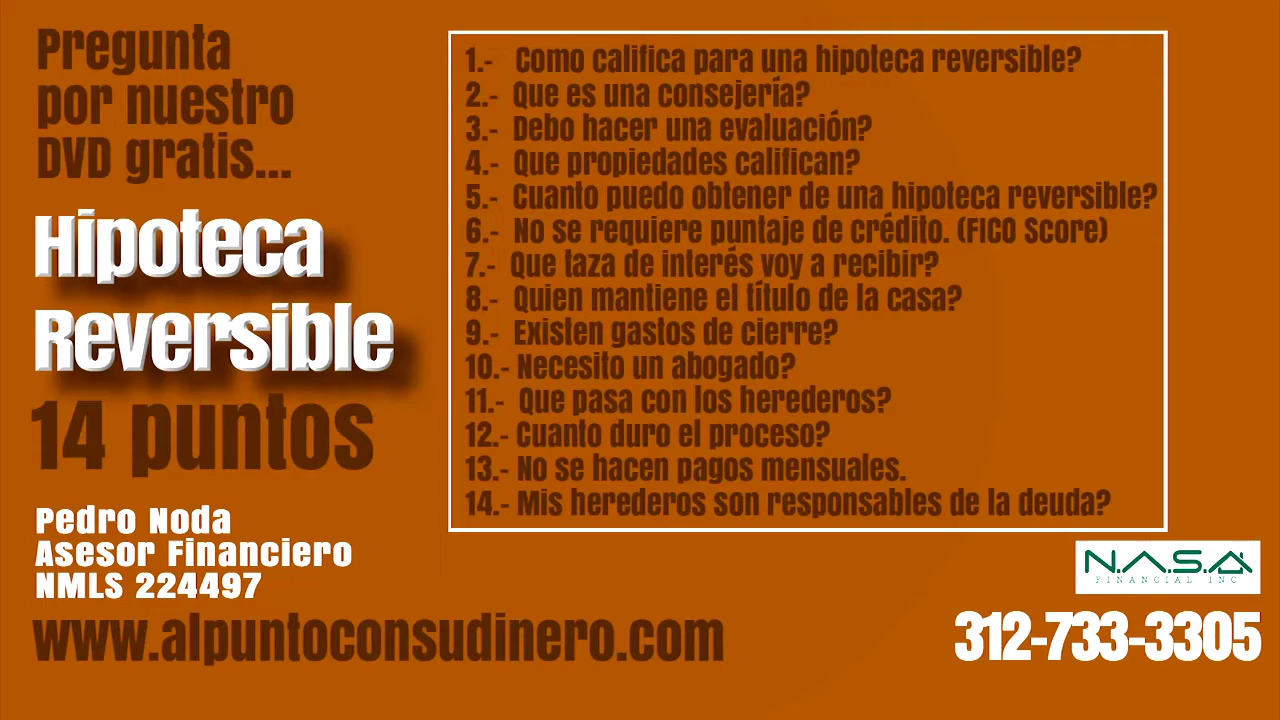 Pregunta
por nuestro
DVD gratis...
Hipoteca
Reversible
14 puntos
Pedro Noda
Asesor Financiero
NMLS 224497
www.alpuntoconsudinero.com
1.- Como califica para una hipoteca reversible?
2.- Que es una consejería?
3.- Debo hacer una evaluación?
4.- Que propiedades califican?
5.- Cuanto puedo obtener de una hipoteca reversible?
6.- No se requiere puntaje de crédito. (FICO Score)
7.- Que taza de interés voy a recibir?
8.- Quien mantiene el título de la casa?
9.- Existen gastos de cierre?
10.- Necesito un abogado?
11.- Que pasa con los herederos?
12.- Cuanto duro el proceso?
13.- No se hacen pagos mensuales.
14.- Mis herederos son responsables de la deuda?
N.A.S.A
FINANCIAL INC
312-733-3305